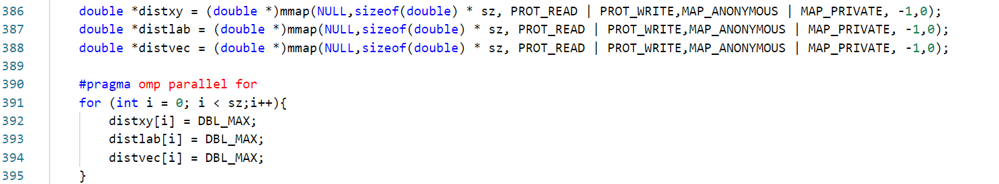 386 double *distxy = (double *)mmap(NULL,sizeof(double) * sz, PROT_READ | PROT_WRITE,MAP_ANONYMOUS | MAP_PRIVATE, -1,0);
387 double *distlab = (double *)mmap(NULL,sizeof(double) * sz, PROT_READ | PROT_WRITE,MAP_ANONYMOUS | MAP_PRIVATE, -1,0);
388 double *distvec = (double *)mmap(NULL,sizeof(double) * sz, PROT_READ | PROT_WRITE,MAP_ANONYMOUS | MAP_PRIVATE, -1,0);
389
390 #pragma omp parallel for
391 for (int i = 0; i < sz;i++){
392     distxy[i] = DBL_MAX;
393     distlab[i] = DBL_MAX;
394     distvec[i] = DBL_MAX;
395 }